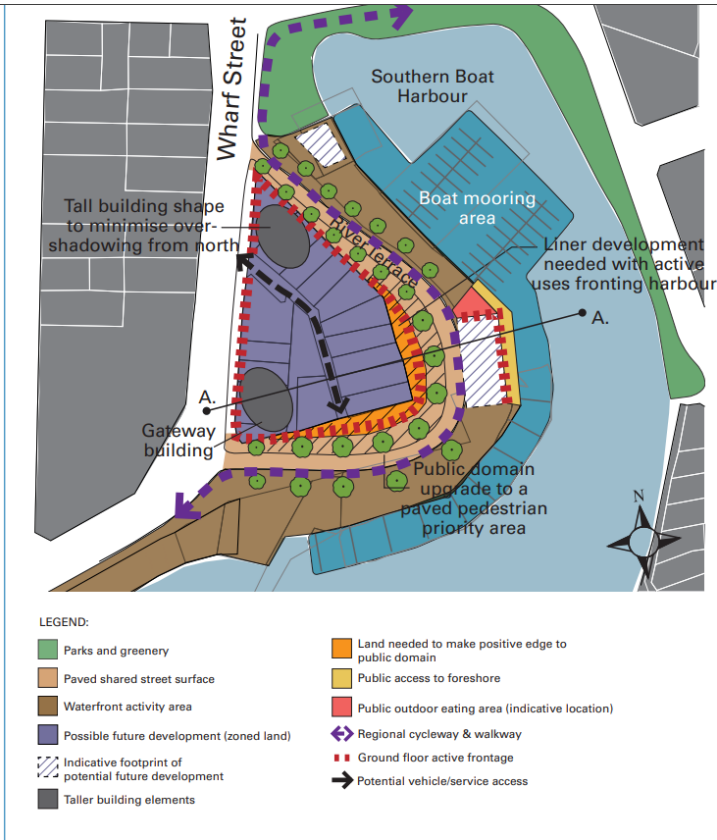 Wharf Street
Southern Boat
Harbour
Boat mooring
area
Tall building shape
to minimise over-
shadowing from north
River Terrace
Liner development
needed with active
uses fronting harbour
A.
A.
Gateway
building
Public domain
upgrade to a
paved pedestrian
priority area
N
LEGEND:
Parks and greenery
Paved shared street surface
Waterfront activity area
Possible future development (zoned land)
Indicative footprint of
potential future development
Taller building elements
Land needed to make positive edge to
public domain
Public access to foreshore
Public outdoor eating area (indicative location)
Regional cycleway & walkway
Ground floor active frontage
Potential vehicle/service access